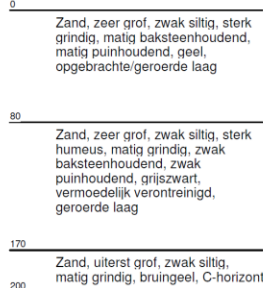 0
Zand, zeer grof, zwak siltig, sterk
grindig, matig baksteenhoudend,
matig puinhoudend, geel,
opgebrachte/geroerde laag
80
Zand, zeer grof, zwak siltig, sterk
humeus, matig grindig, zwak
baksteenhoudend, zwak
puinhoudend, grijszwart,
vermoedelijk verontreinigd,
geroerde laag
170
Zand, uiterst grof, zwak siltig,
matig grindig, bruingeel, C-horizont
200